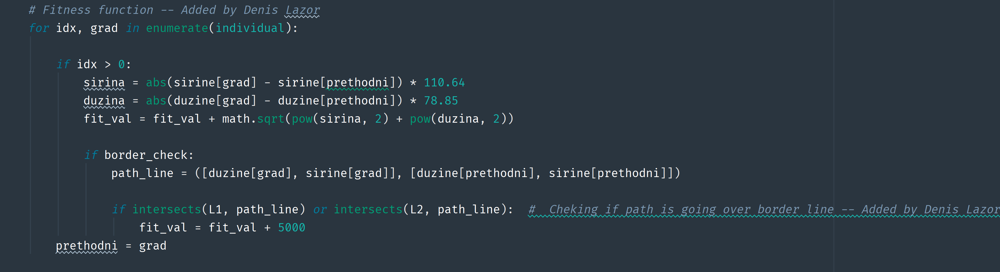 # Fitness function -- Added by Denis Lazor
for idx, grad in enumerate(individual):
if idx > 0:
sirina = abs(sirine[grad] - sirine[prethodni]) * 110.64
duzina = abs(duzine[grad] - duzine[prethodni]) * 78.85
fit_val = fit_val + math.sqrt(pow(sirina, 2) + pow(duzina, 2))
if border_check:
path_line = ([duzine[grad], sirine[grad]], [duzine[prethodni], sirine[prethodni]])
if intersects(L1, path_line) or intersects(L2, path_line):  #  Cheking if path is going over border line -- Added by Denis Lazor
fit_val = fit_val + 5000
prethodni = grad